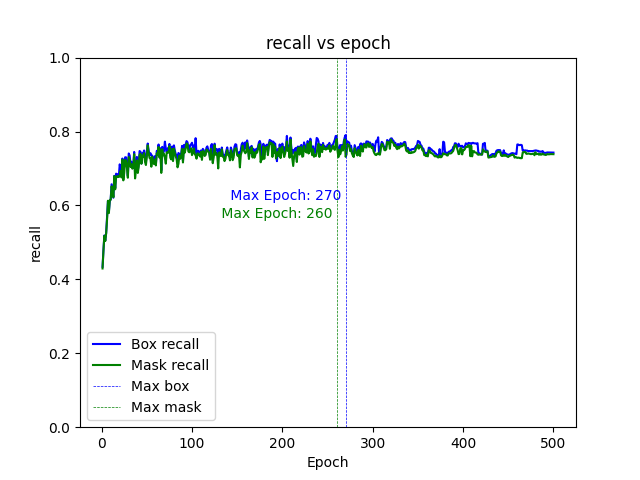 recall vs epoch
1.0
0.8
0.6
0.4
0.2
0.0
recall
Max Epoch: 270
Max Epoch: 260
Box recall
Mask recall
Max box
Max mask
0 100 200 300 400 500
Epoch